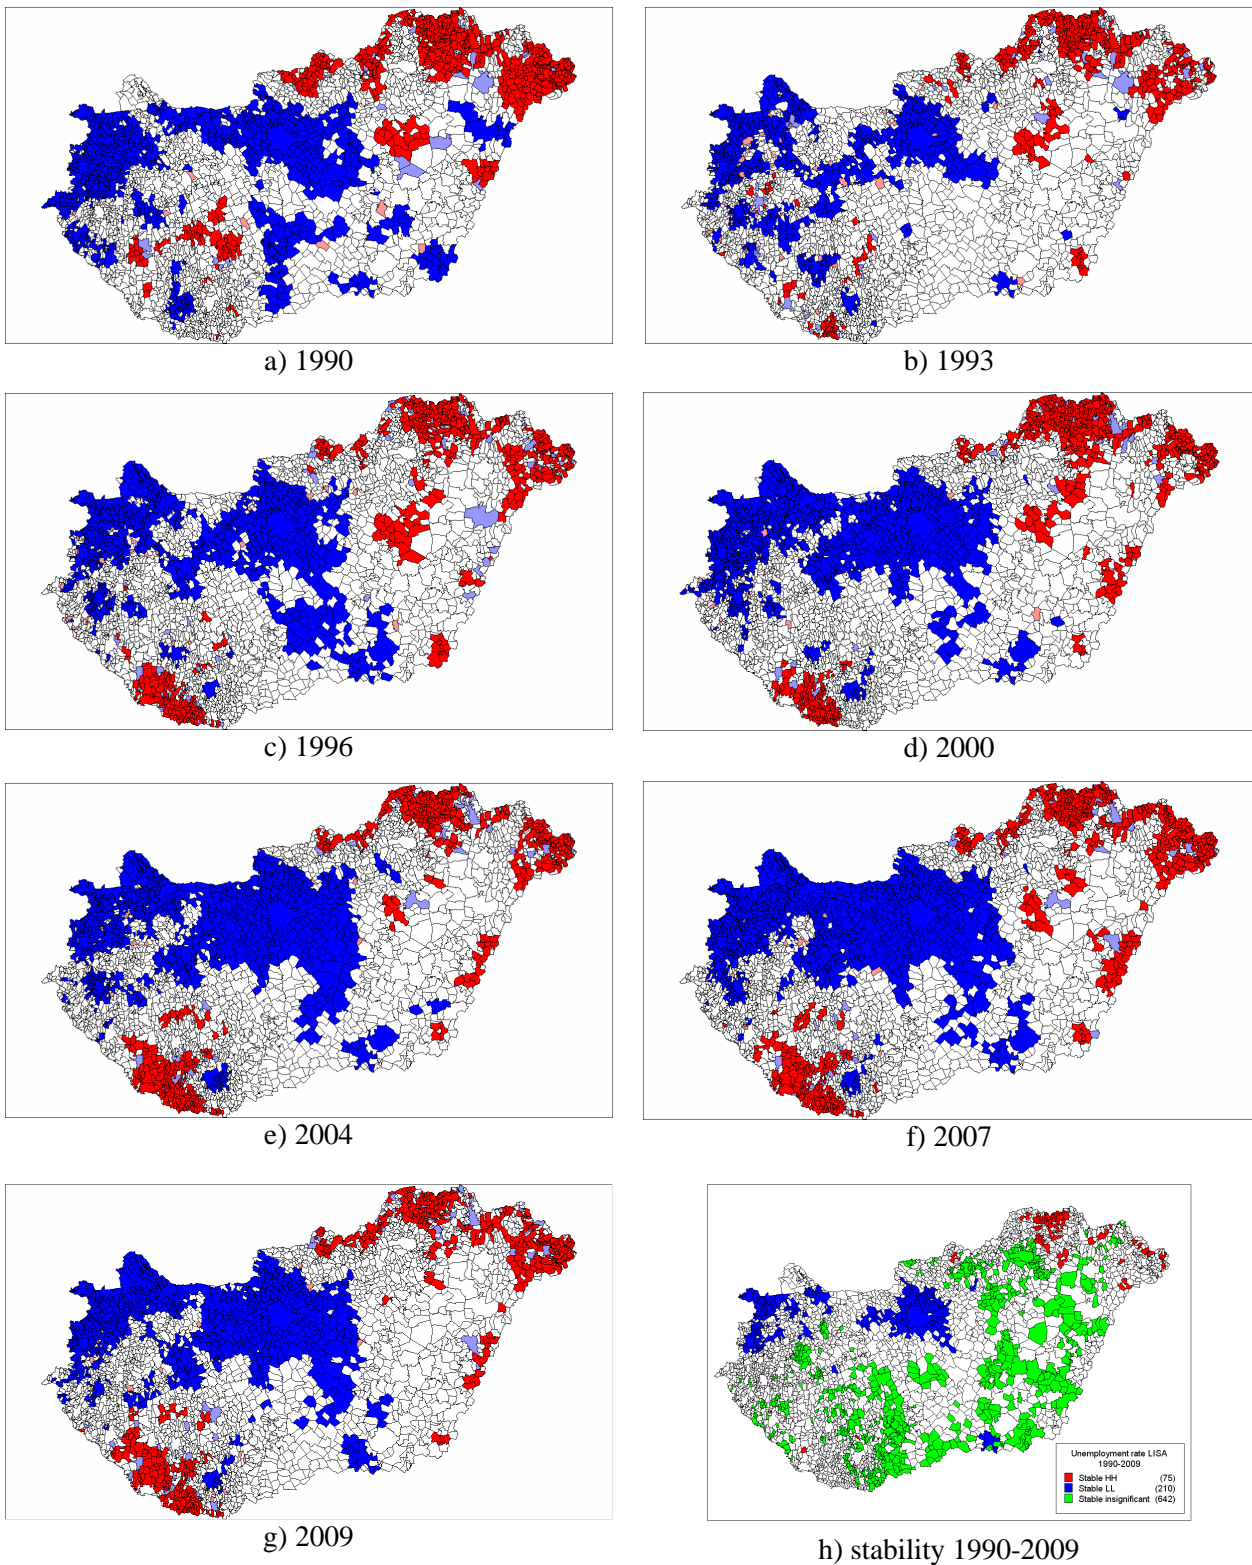 a) 1990
b) 1993
c) 1996
d) 2000
e) 2004
f) 2007
g) 2009
Unemployment rate LISA
1990-2009
Stable HH (75)
Stable LL (210)
Stable insignificant (642)
h) stability 1990-2009